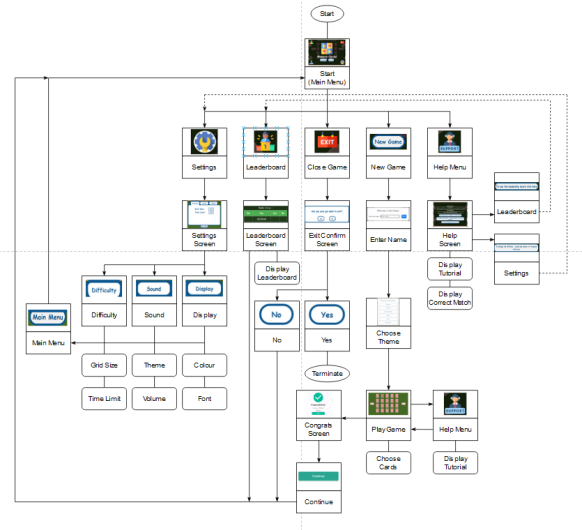 Start
Start
(Main Menu)
EXIT
New Game
SUPPORT
Settings
Leaderboard
Close Game
New Game
Help Menu
Leaderboard
Settings
Screen
Leaderboard
Screen
Exit Confirm
Screen
Enter Name
Help
Screen
Settings
Display
Leaderboard
Display
Tutorial
Display
Correct Match
Difficulty
Sound
Display
Main Menu
No
Yes
Difficulty
Sound
Display
Main Menu
No
Yes
Choose
Theme
Grid Size
Theme
Colour
Terminate
Time Limit
Volume
Font
SUPPORT
Congrats
Screen
Play Game
Help Menu
Choose
Cards
Display
Tutorial
Continue